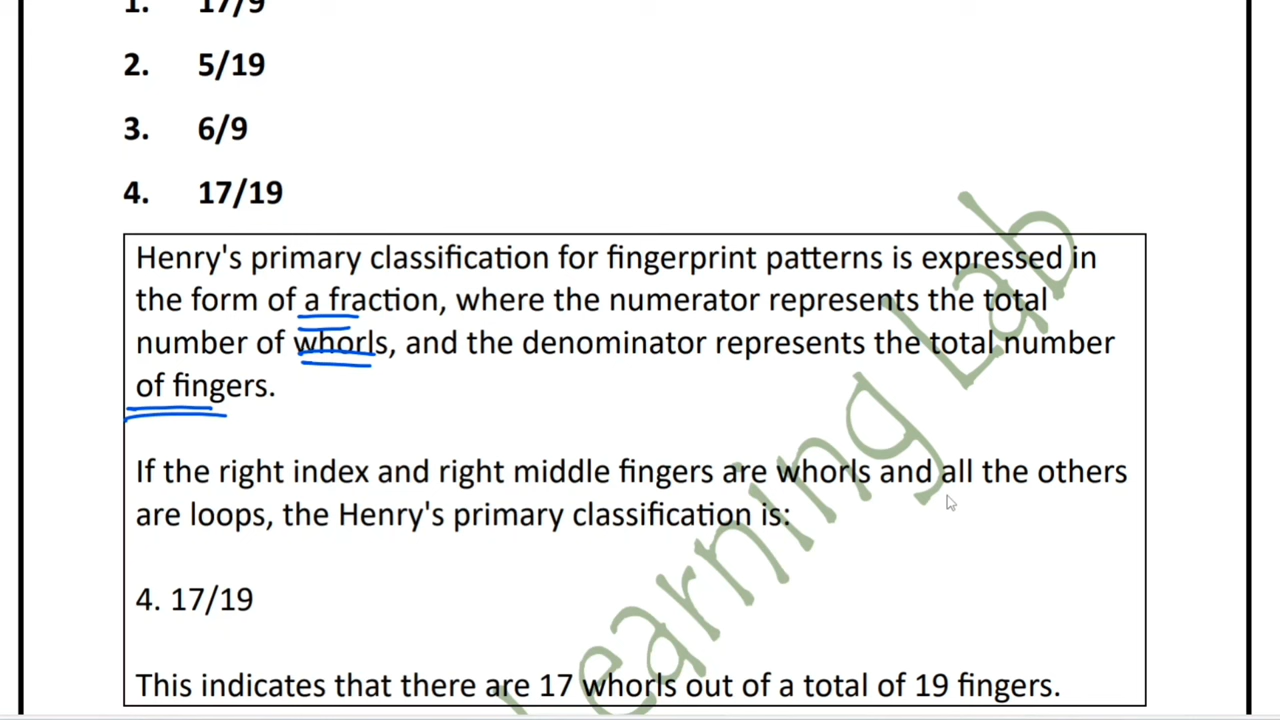 1. 17/9
2. 5/19
3. 6/9
4. 17/19
Henry's primary classification for fingerprint patterns is expressed in
the form of a fraction, where the numerator represents the total
number of whorls, and the denominator represents the total number
of fingers.
If the right index and right middle fingers are whorls and all the others
are loops, the Henry's primary classification is:
4. 17/19
This indicates that there are 17 whorls out of a total of 19 fingers.
Learning Lab